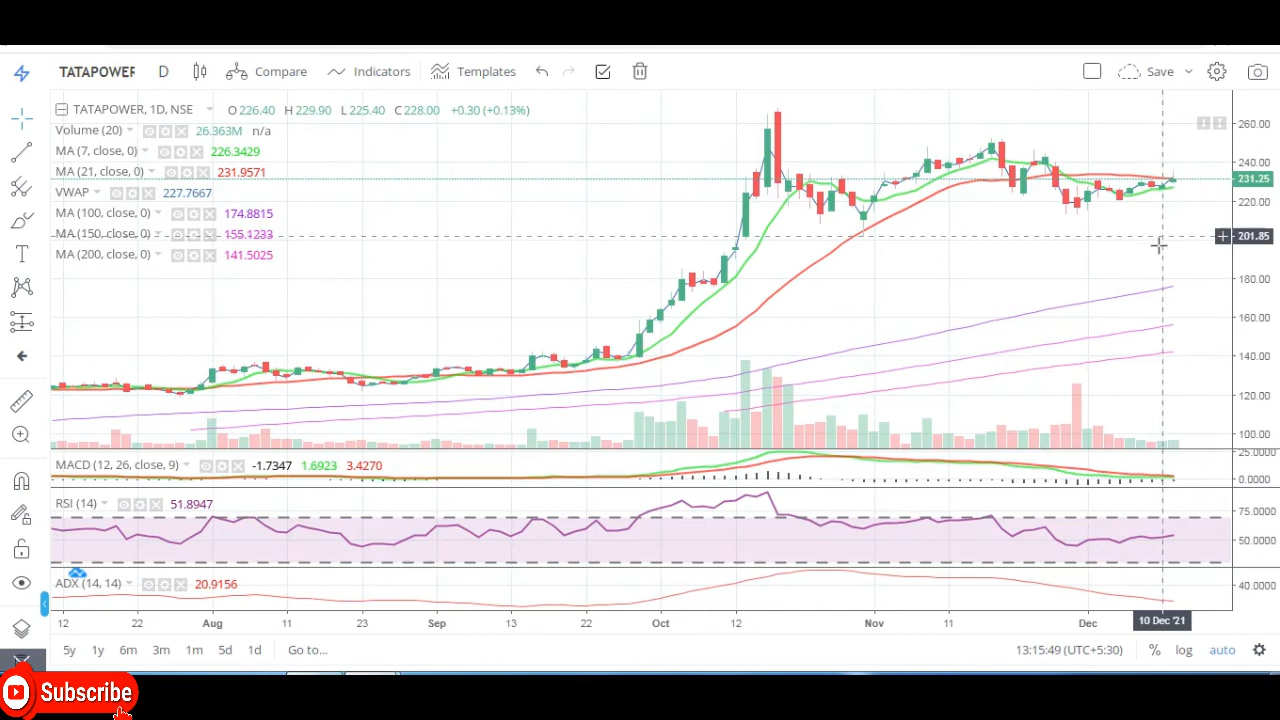 TATAPOWER D Compare Indicators Templates Save
TATAPOWER, 1D, NSE O 226.40 H 229.90 L 225.40 C 228.00 +0.30 (+0.13%)
Volume (20) 26.363M n/a
MA (7, close, 0) 226.3429
MA (21, close, 0) 231.9571
VWAP 227.7667
MA (100, close, 0) 174.8815
MA (150, close, 0) 155.1233
MA (200, close, 0) 141.5025
260.00
240.00
231.25
220.00
201.85
180.00
160.00
140.00
120.00
100.00
MACD (12, 26, close, 9) -1.7347 1.6923 3.4270
25.0000
0.0000
RSI (14) 51.8947
75.0000
50.0000
ADX (14, 14) 20.9156
40.0000
12 22 Aug 11 23 Sep 13 22 Oct 12 Nov 11 Dec 10 Dec '21
5y 1y 6m 3m 1m 5d 1d Go to... 13:15:49 (UTC+5:30) % log auto
Subscribe